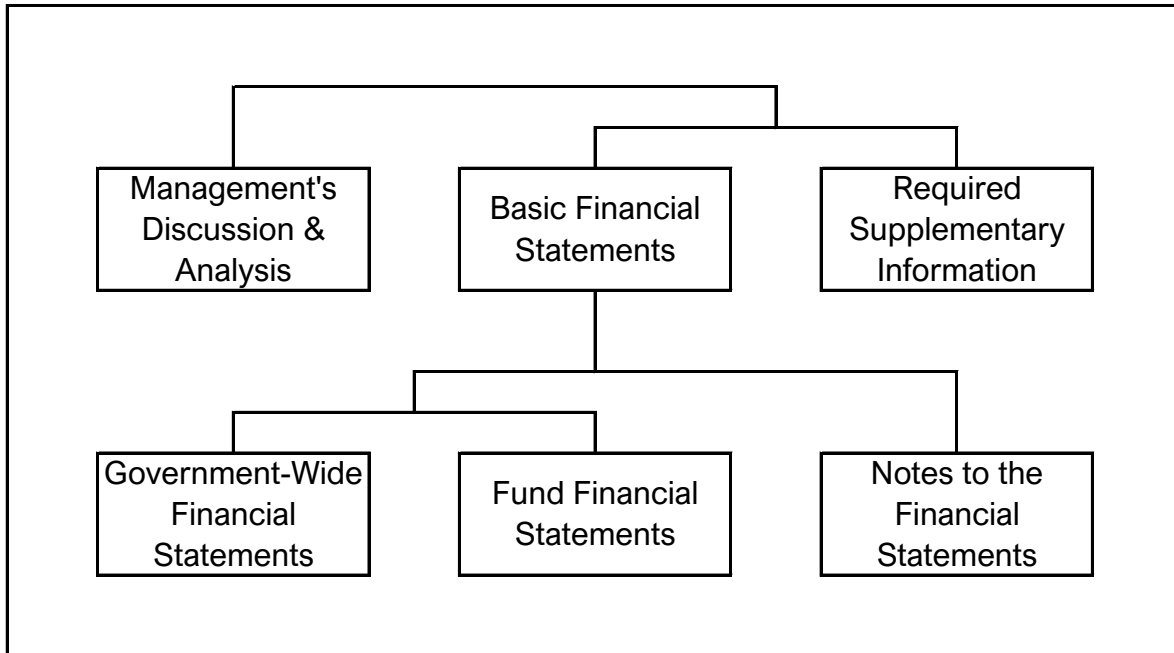 Management's
Discussion &
Analysis
Basic Financial
Statements
Required
Supplementary
Information
Government-Wide
Financial
Statements
Fund Financial
Statements
Notes to the
Financial
Statements